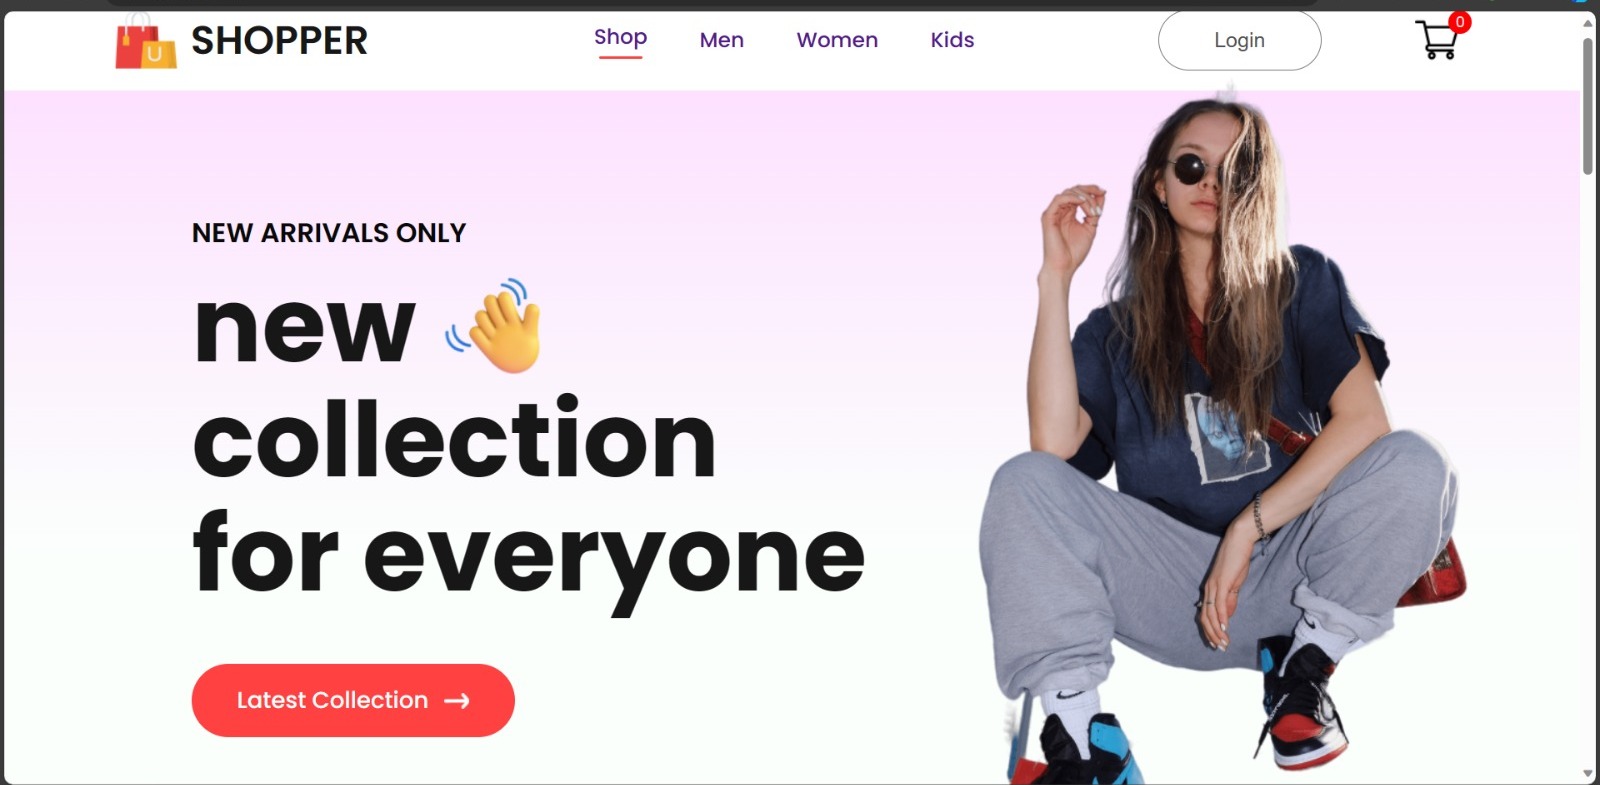 U
SHOPPER
Shop
Men
Women
Kids
Login
0
NEW ARRIVALS ONLY
new
collection
for everyone
Latest Collection →